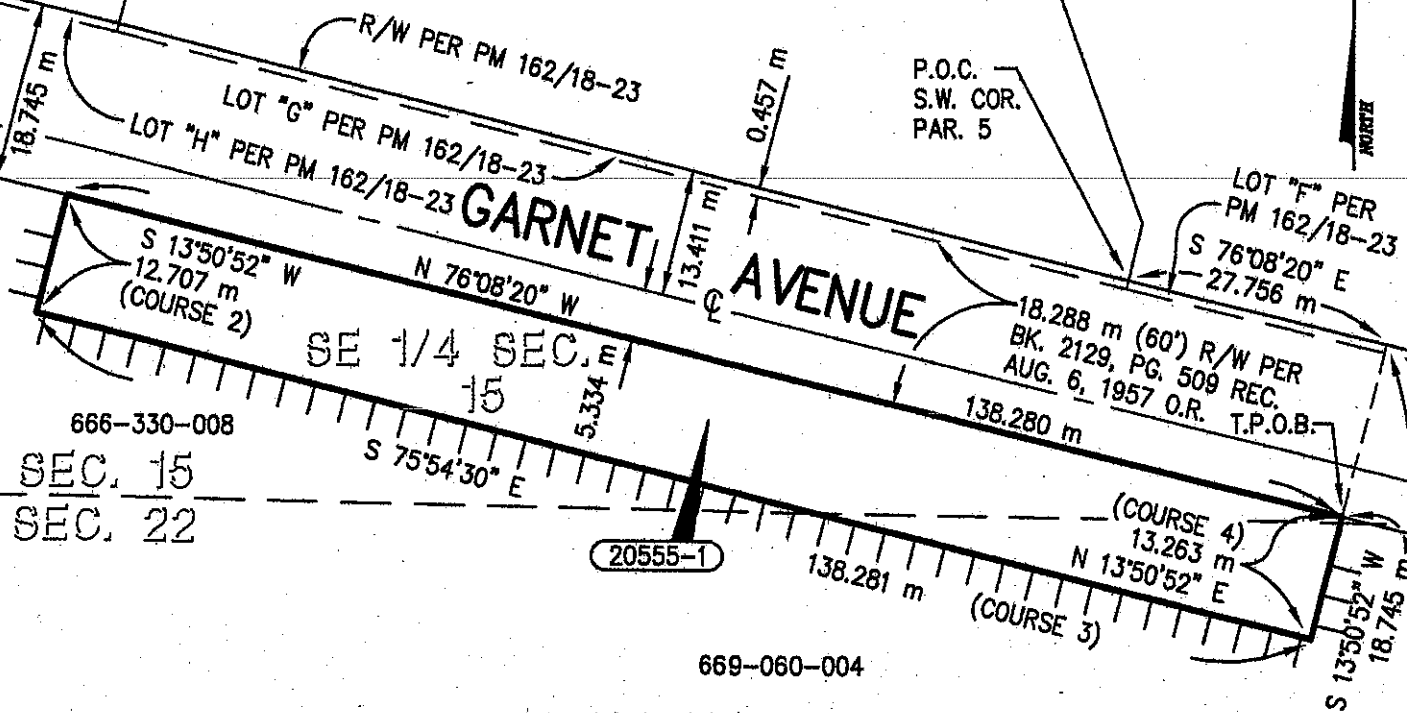 R/W PER PM 162/18-23
18.745 m
LOT "G" PER PM 162/18-23
LOT "H" PER PM 162/18-23
0.457 m
P.O.C.
S.W. COR.
PAR. 5
NORTH
LOT "F" PER
PM 162/18-23
S 76°08'20" E
27.756 m
GARNET AVENUE
13.411 m
℄
S 13°50'52" W
12.707 m
(COURSE 2)
N 76°08'20" W
18.288 m (60') R/W PER
BK. 2129, PG. 509 REC.
AUG. 6, 1957 O.R.
T.P.O.B.
138.280 m
SE 1/4 SEC.
15
5.334 m
666-330-008
S 75°54'30" E
SEC. 15
SEC. 22
20555-1
138.281 m
(COURSE 3)
(COURSE 4)
13.263 m
N 13°50'52" E
S 13°50'52" W
18.745 m
669-060-004